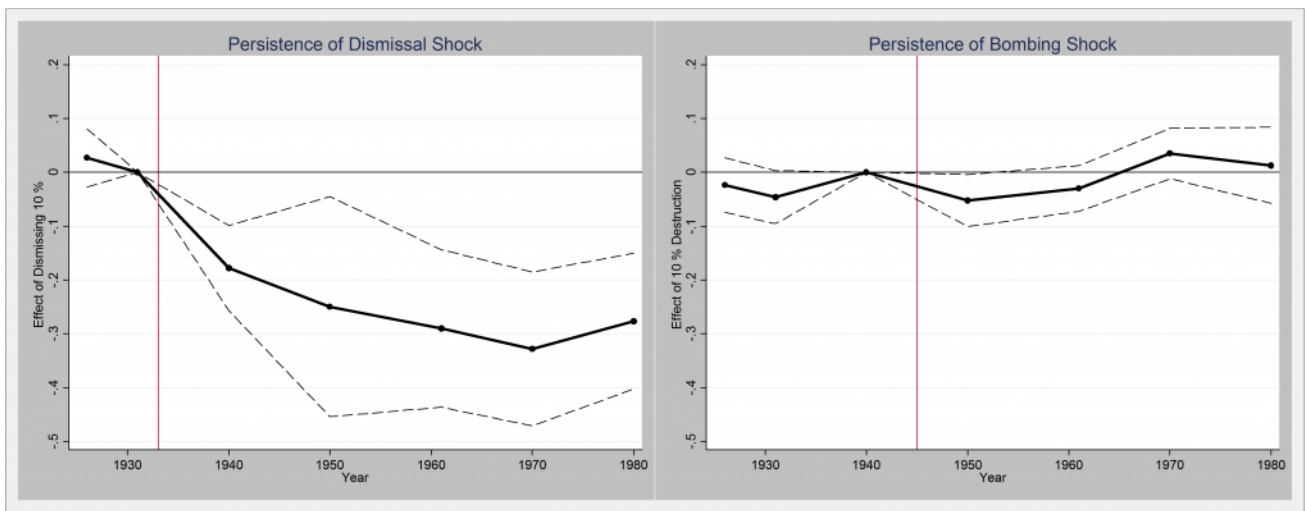 Persistence of Dismissal Shock
Effect of Dismissing 10 %
.2
.1
0
-.1
-.2
-.3
-.4
-.5
1930 1940 1950 1960 1970 1980
Year
Persistence of Bombing Shock
Effect of 10 % Destruction
.2
.1
0
-.1
-.2
-.3
-.4
-.5
1930 1940 1950 1960 1970 1980
Year